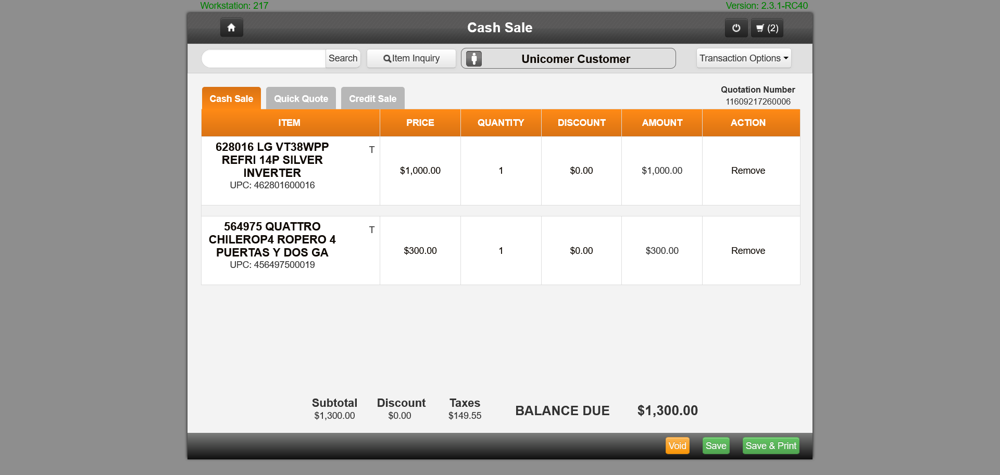 Workstation: 217
Version: 2.3.1-RC40
Cash Sale
(2)
Search
Item Inquiry
Unicomer Customer
Transaction Options
Cash Sale
Quick Quote
Credit Sale
Quotation Number
11609217260006
ITEM
PRICE
QUANTITY
DISCOUNT
AMOUNT
ACTION
628016 LG VT38WPP
REFRI 14P SILVER
INVERTER
UPC: 462801600016
T
$1,000.00
1
$0.00
$1,000.00
Remove
564975 QUATTRO
CHILEROP4 ROPERO 4
PUERTAS Y DOS GA
UPC: 456497500019
T
$300.00
1
$0.00
$300.00
Remove
Subtotal
$1,300.00
Discount
$0.00
Taxes
$149.55
BALANCE DUE
$1,300.00
Void
Save
Save & Print